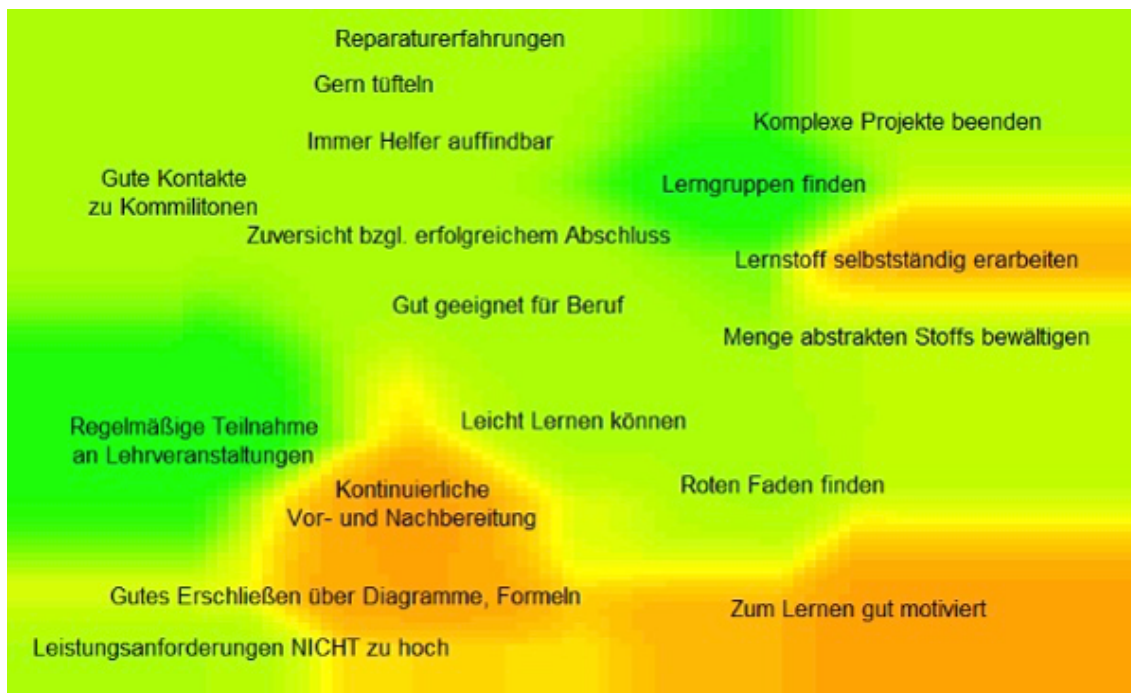 Reparaturerfahrungen
Gern tüfteln
Komplexe Projekte beenden
Immer Helfer auffindbar
Gute Kontakte
zu Kommilitonen
Lerngruppen finden
Zuversicht bzgl. erfolgreichem Abschluss
Lernstoff selbstständig erarbeiten
Gut geeignet für Beruf
Menge abstrakten Stoffs bewältigen
Regelmäßige Teilnahme
an Lehrveranstaltungen
Leicht Lernen können
Kontinuierliche
Vor- und Nachbereitung
Roten Faden finden
Gutes Erschließen über Diagramme, Formeln
Zum Lernen gut motiviert
Leistungsanforderungen NICHT zu hoch